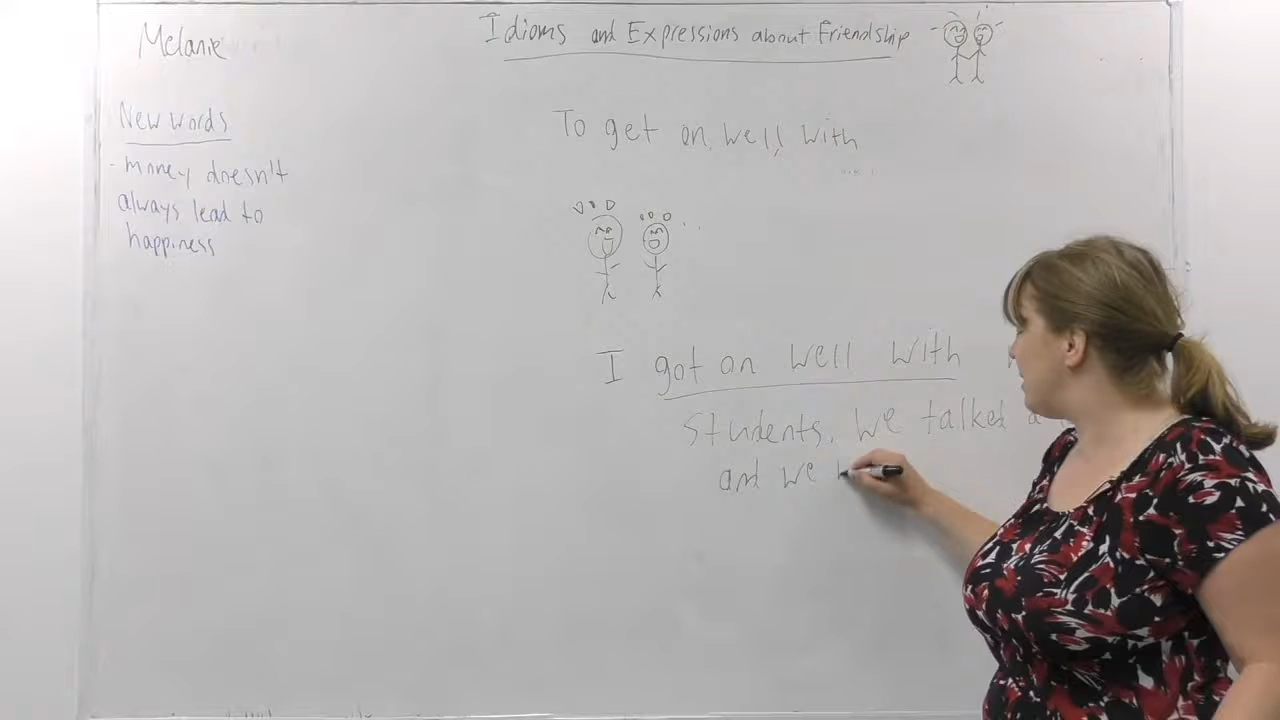 Melanie
Idioms and Expressions about Friendship
New words
- money doesn't
always lead to
happiness
To get on well with
I got on well with
students. We talked a
and we